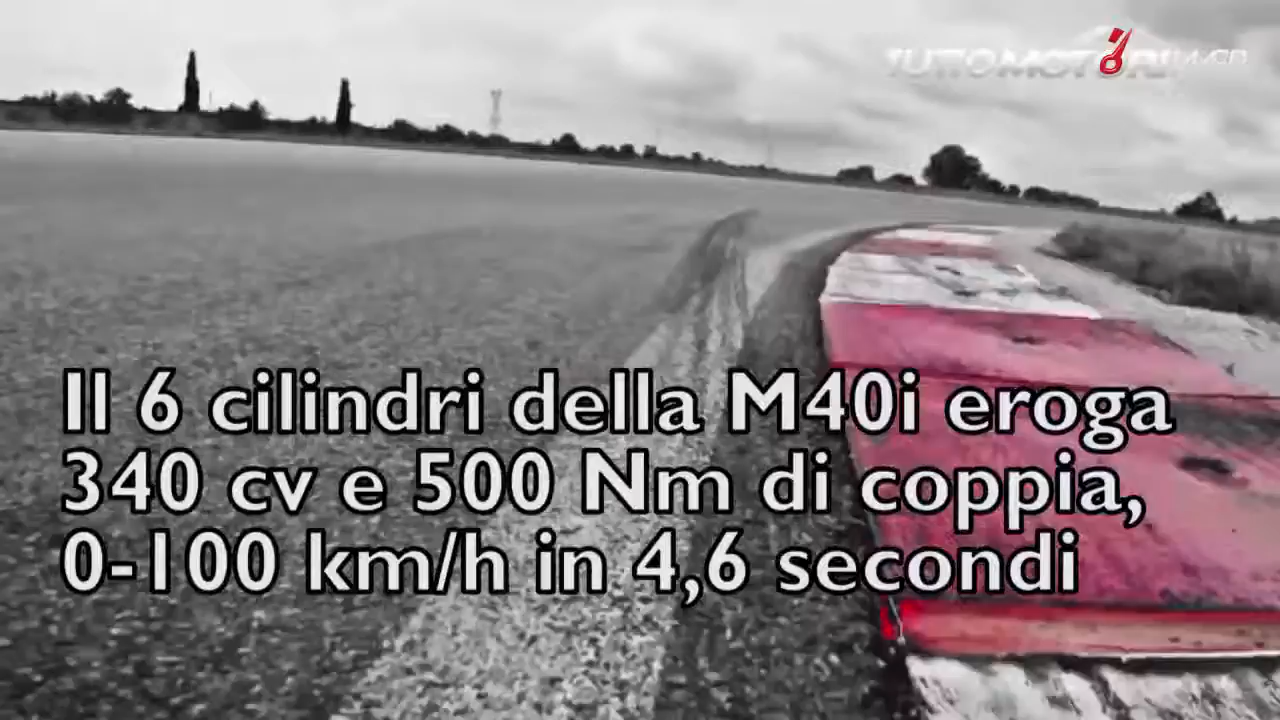 TUTTOMOTORI
Il 6 cilindri della M40i eroga
340 cv e 500 Nm di coppia,
0-100 km/h in 4,6 secondi